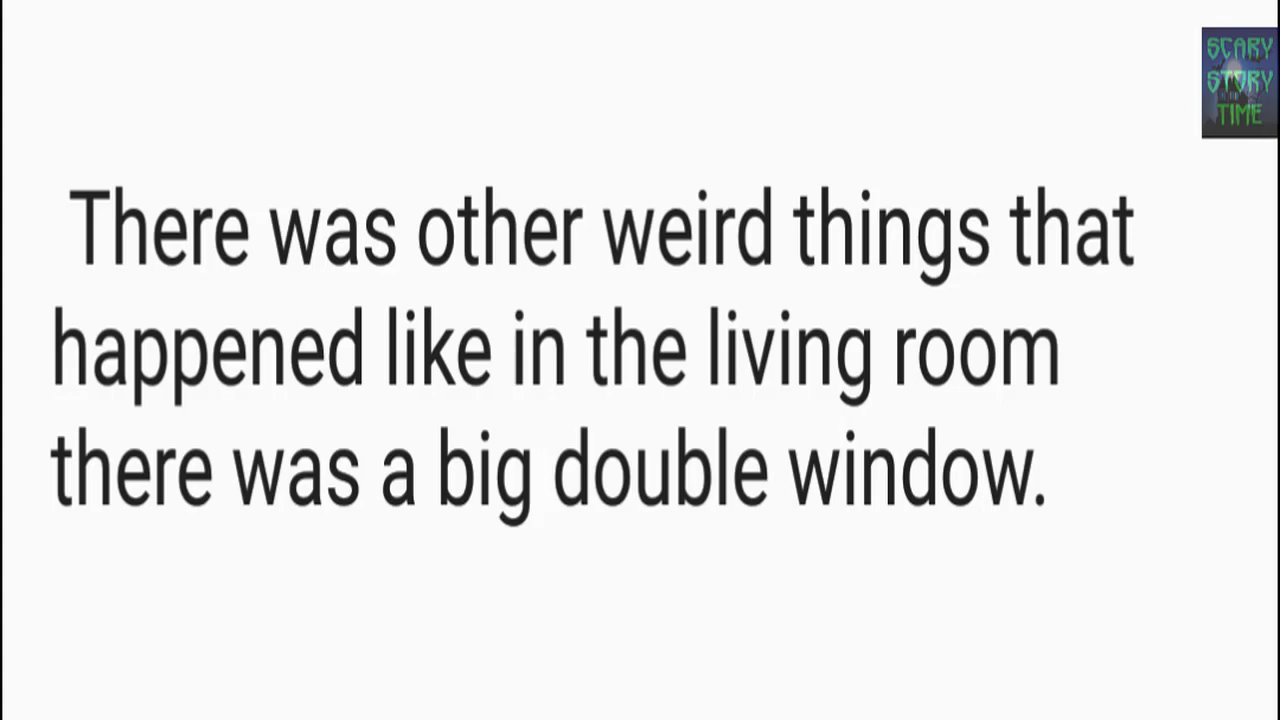 SCARY
STORY
TIME
There was other weird things that
happened like in the living room
there was a big double window.